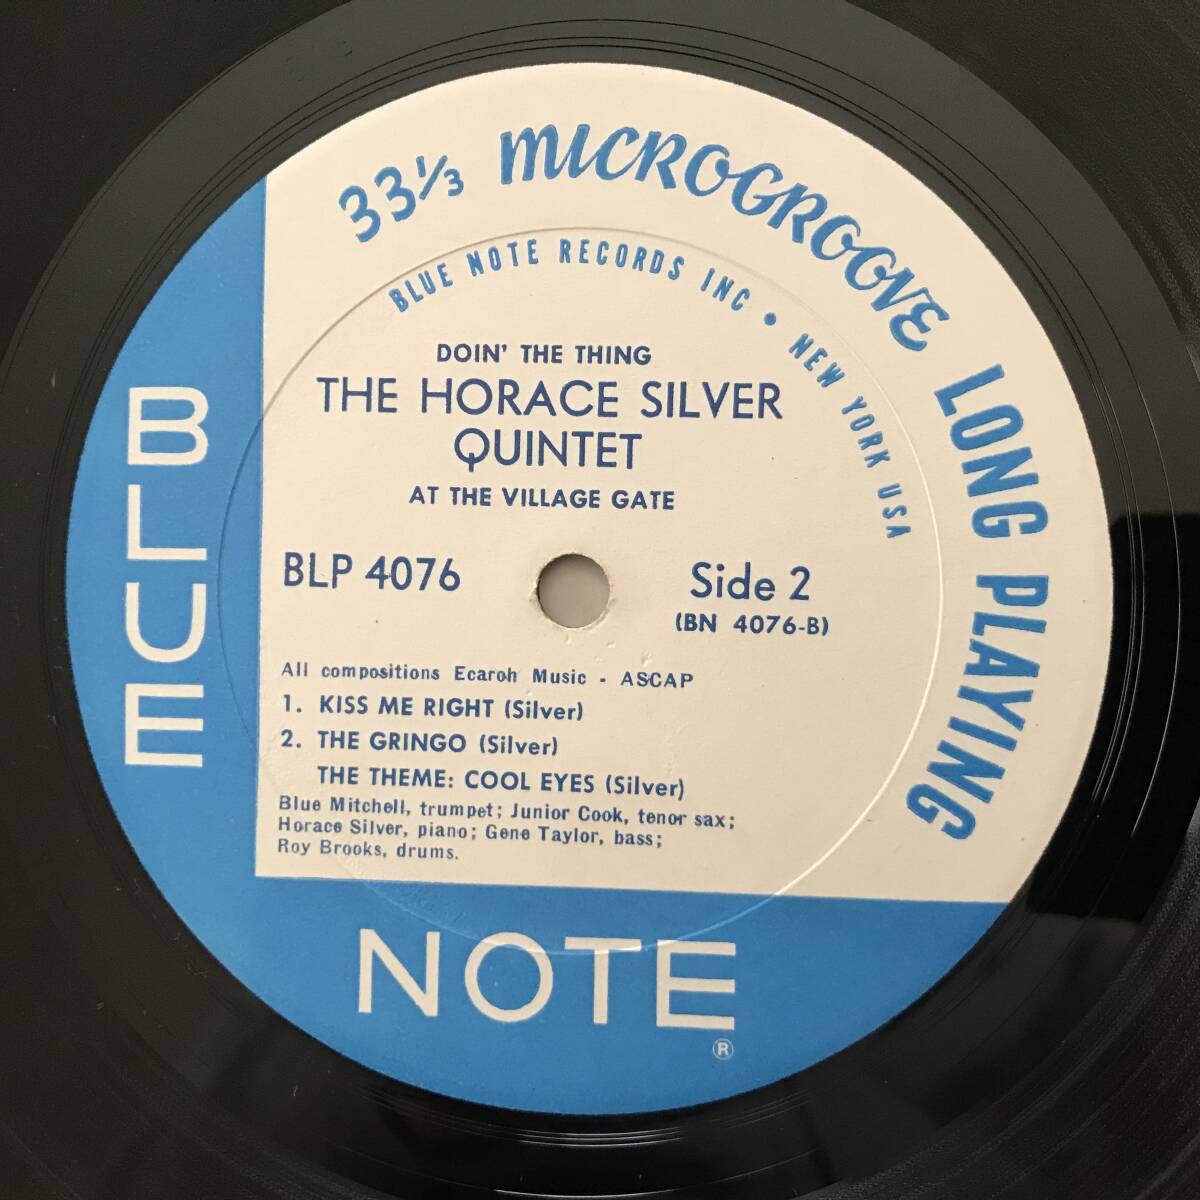 33⅓ MICROGROOVE LONG PLAYING
BLUE NOTE RECORDS INC • NEW YORK USA
DOIN' THE THING
THE HORACE SILVER
QUINTET
AT THE VILLAGE GATE
BLP 4076
Side 2
(BN 4076-B)
All compositions Ecaroh Music - ASCAP
1. KISS ME RIGHT (Silver)
2. THE GRINGO (Silver)
THE THEME: COOL EYES (Silver)
Blue Mitchell, trumpet; Junior Cook, tenor sax;
Horace Silver, piano; Gene Taylor, bass;
Roy Brooks, drums.
BLUE
NOTE
®